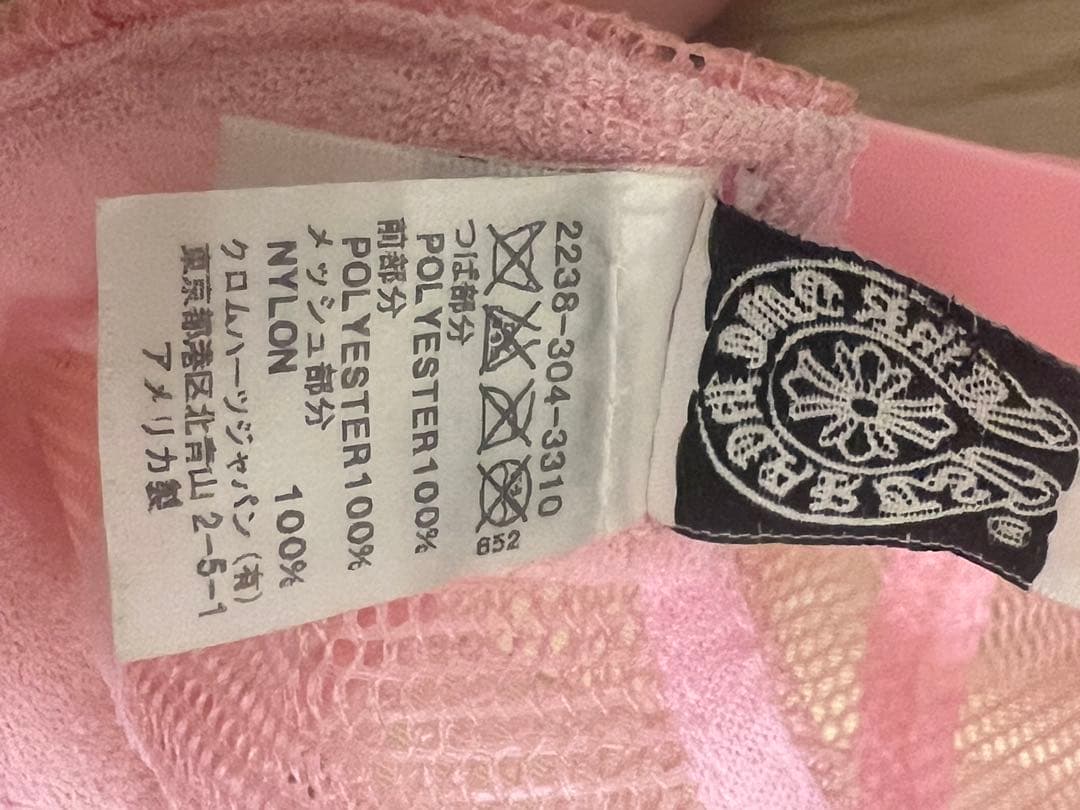 2238-304-3310
852
つば部分
POLYESTER100%
前部分
POLYESTER100%
メッシュ部分
NYLON 100%
クロムハーツジャパン(有)
東京都港区北青山 2-5-1
アメリカ製